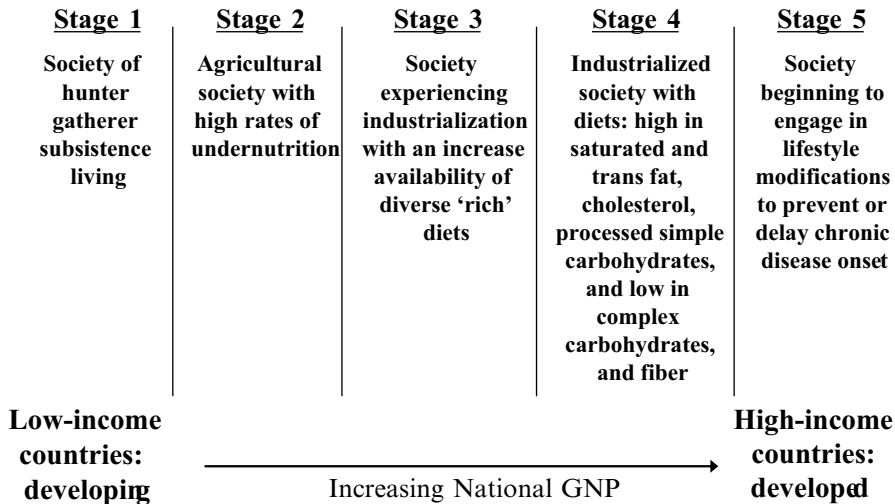 Stage 1
Society of
hunter
gatherer
subsistence
living
Stage 2
Agricultural
society with
high rates of
undernutrition
Stage 3
Society
experiencing
industrialization
with an increase
availability of
diverse ‘rich’
diets
Stage 4
Industrialized
society with
diets: high in
saturated and
trans fat,
cholesterol,
processed simple
carbohydrates,
and low in
complex
carbohydrates,
and fiber
Stage 5
Society
beginning to
engage in
lifestyle
modifications
to prevent or
delay chronic
disease onset
Low-income
countries:
developing
Increasing National GNP
High-income
countries:
developed